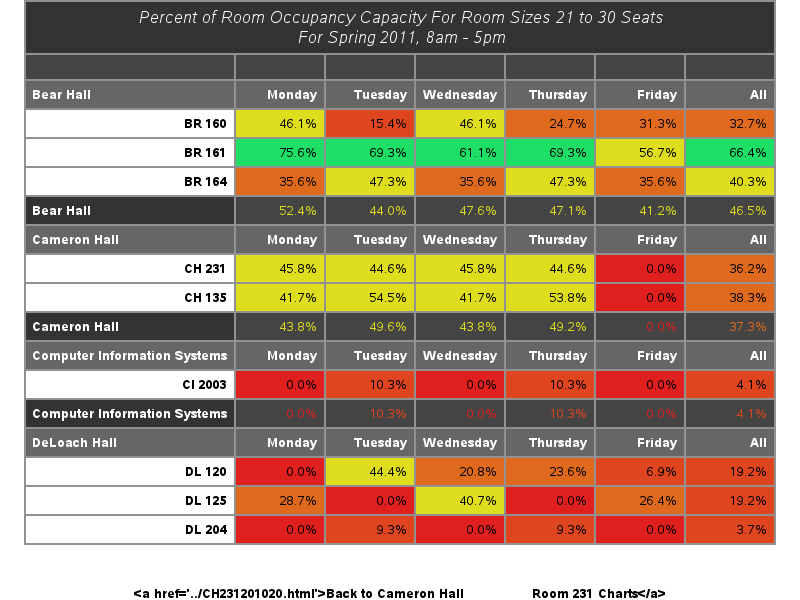 Percent of Room Occupancy Capacity For Room Sizes 21 to 30 Seats
For Spring 2011, 8am - 5pm
Bear Hall Monday Tuesday Wednesday Thursday Friday All
BR 160 46.1% 15.4% 46.1% 24.7% 31.3% 32.7%
BR 161 75.6% 69.3% 61.1% 69.3% 56.7% 66.4%
BR 164 35.6% 47.3% 35.6% 47.3% 35.6% 40.3%
Bear Hall 52.4% 44.0% 47.6% 47.1% 41.2% 46.5%
Cameron Hall Monday Tuesday Wednesday Thursday Friday All
CH 231 45.8% 44.6% 45.8% 44.6% 0.0% 36.2%
CH 135 41.7% 54.5% 41.7% 53.8% 0.0% 38.3%
Cameron Hall 43.8% 49.6% 43.8% 49.2% 0.0% 37.3%
Computer Information Systems Monday Tuesday Wednesday Thursday Friday All
CI 2003 0.0% 10.3% 0.0% 10.3% 0.0% 4.1%
Computer Information Systems 0.0% 10.3% 0.0% 10.3% 0.0% 4.1%
DeLoach Hall Monday Tuesday Wednesday Thursday Friday All
DL 120 0.0% 44.4% 20.8% 23.6% 6.9% 19.2%
DL 125 28.7% 0.0% 40.7% 0.0% 26.4% 19.2%
DL 204 0.0% 9.3% 0.0% 9.3% 0.0% 3.7%
<a href='../CH231201020.html'>Back to Cameron Hall Room 231 Charts</a>